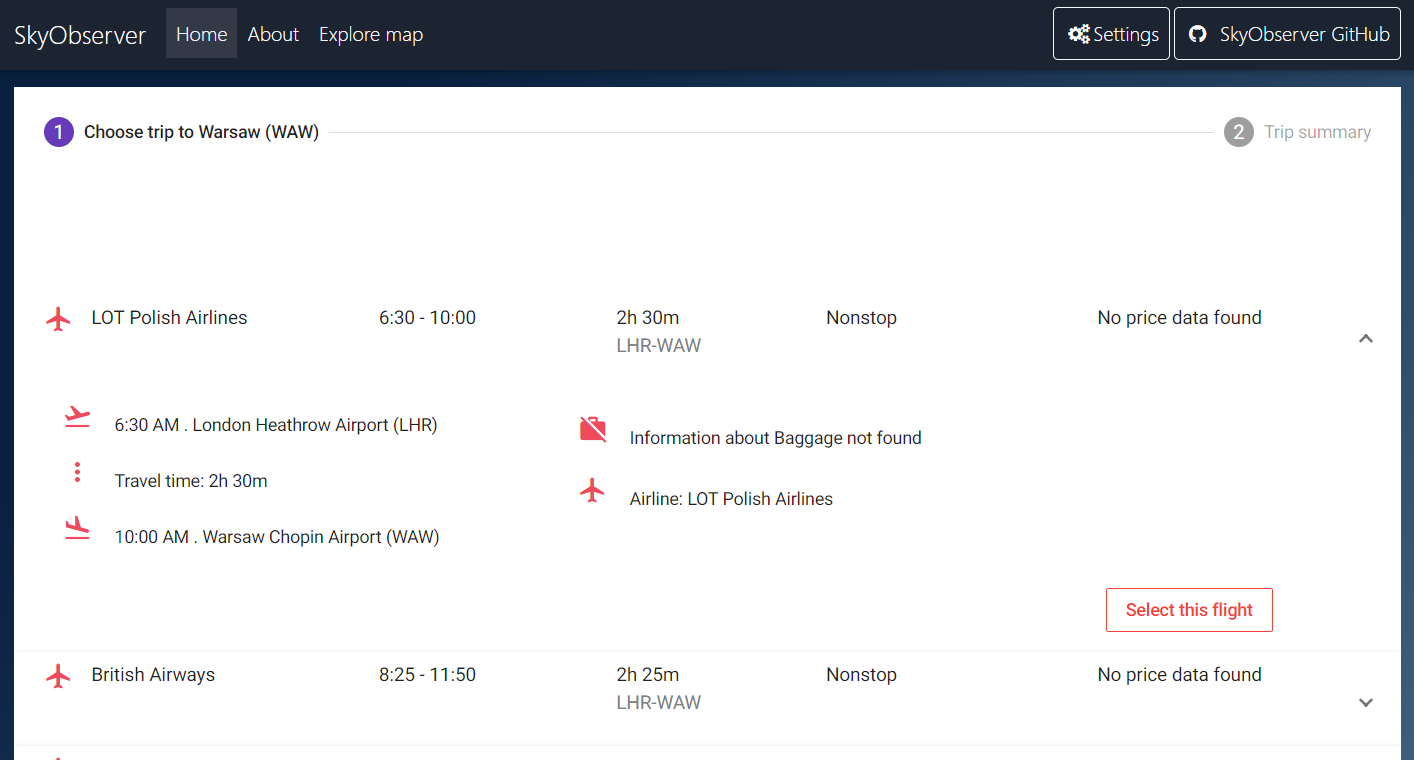 SkyObserver Home About Explore map Settings SkyObserver GitHub
1 Choose trip to Warsaw (WAW) 2 Trip summary
LOT Polish Airlines 6:30 - 10:00 2h 30m Nonstop No price data found
LHR-WAW
6:30 AM . London Heathrow Airport (LHR)
Information about Baggage not found
Travel time: 2h 30m
Airline: LOT Polish Airlines
10:00 AM . Warsaw Chopin Airport (WAW)
Select this flight
British Airways 8:25 - 11:50 2h 25m Nonstop No price data found
LHR-WAW